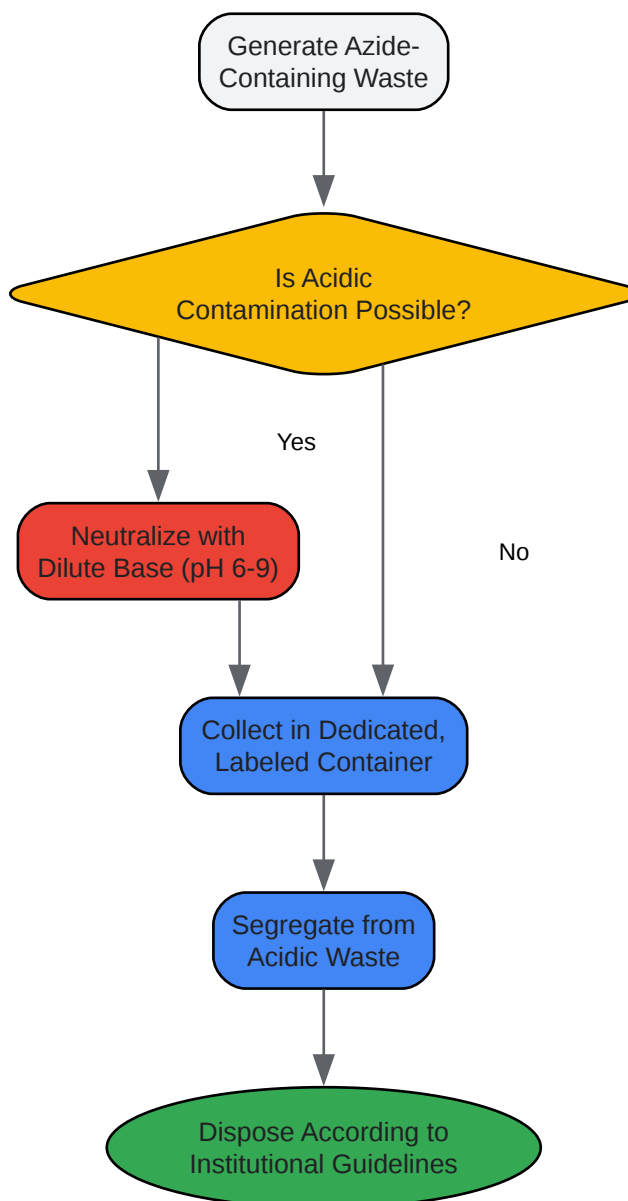 Generate Azide-
Containing Waste
Is Acidic
Contamination Possible?
Yes
Neutralize with
Dilute Base (pH 6-9)
No
Collect in Dedicated,
Labeled Container
Segregate from
Acidic Waste
Dispose According to
Institutional Guidelines